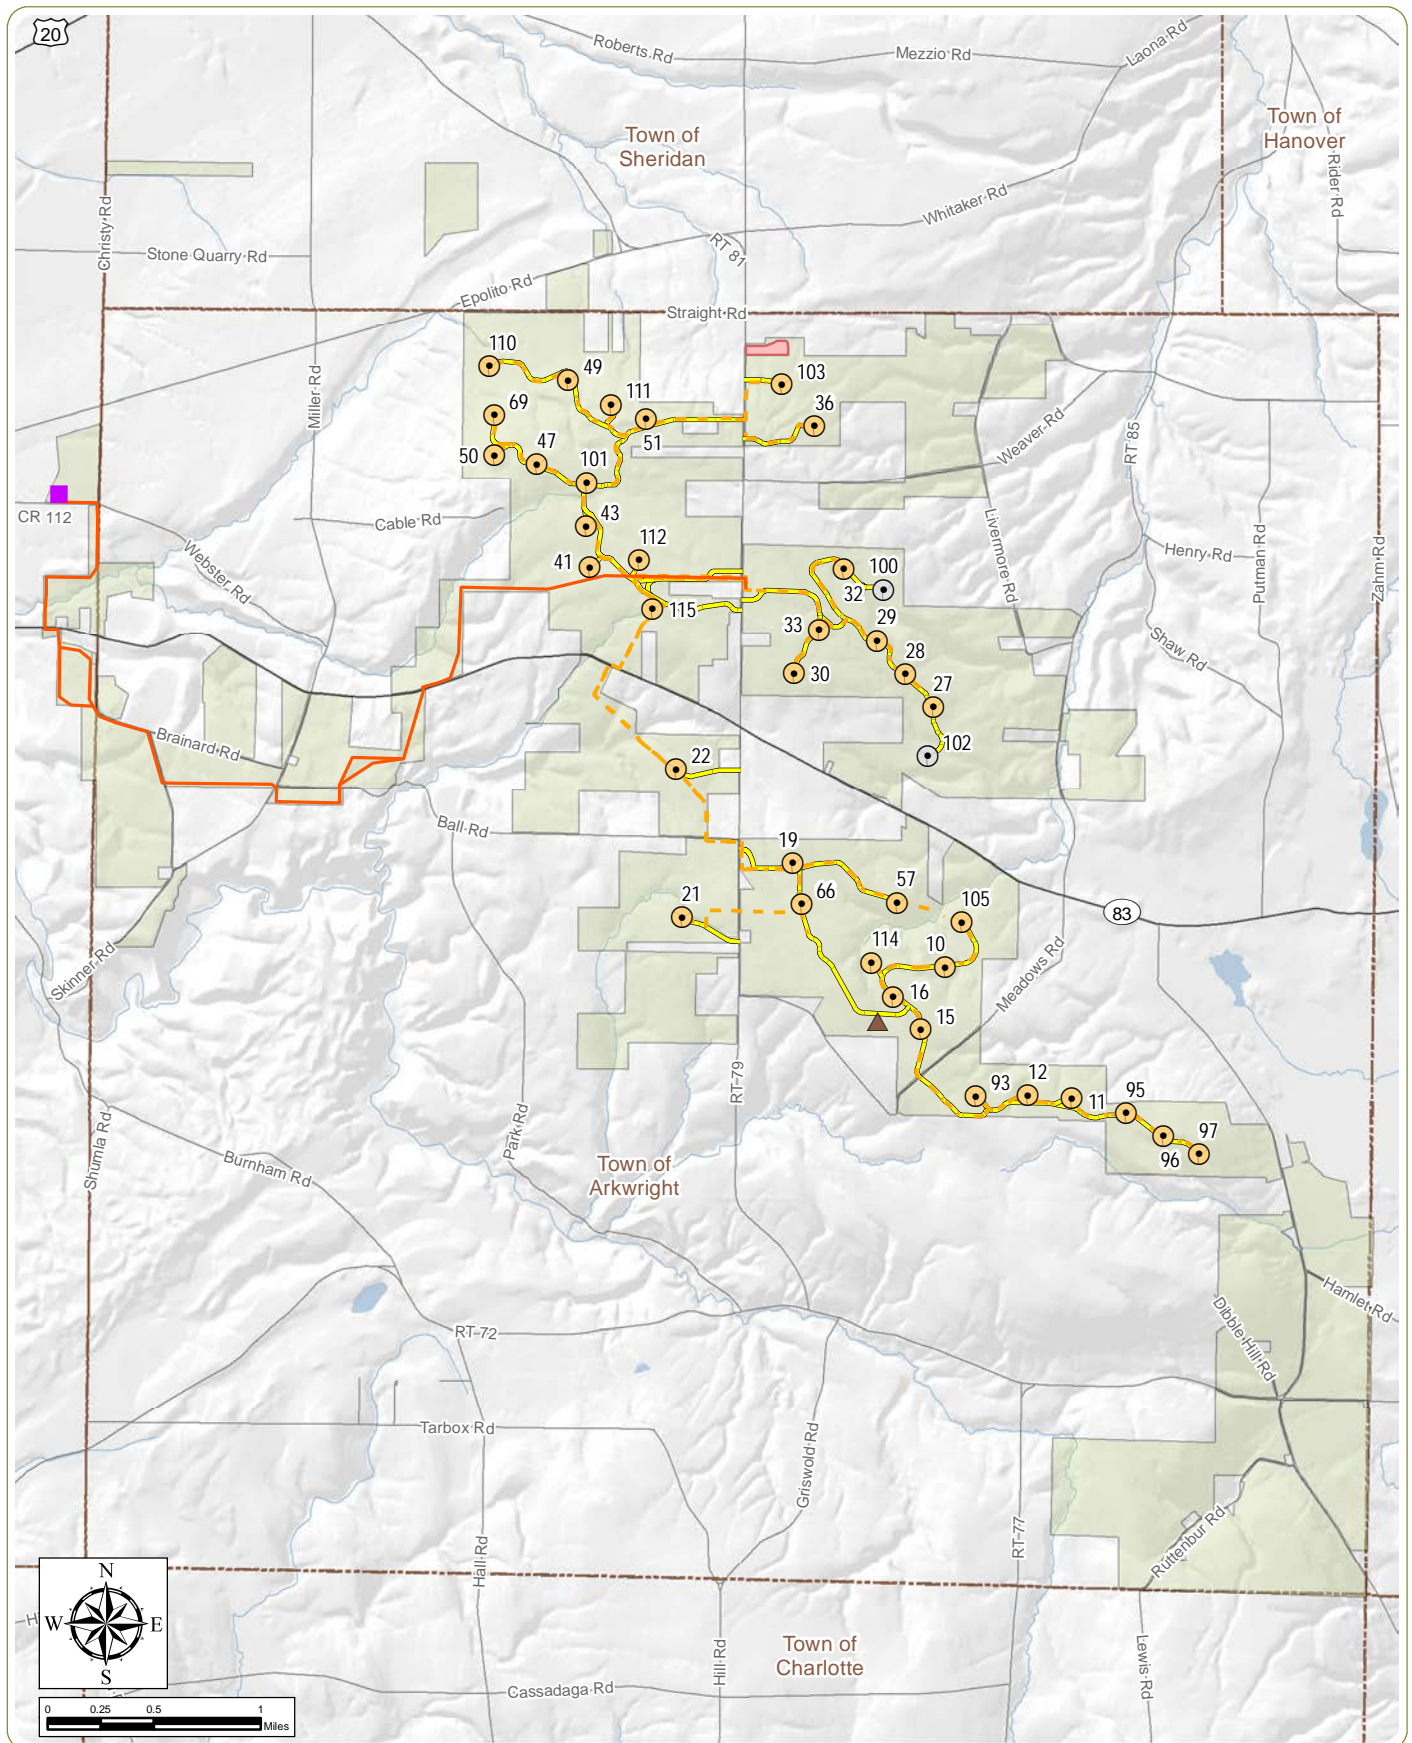 20
Roberts Rd
Mezzio Rd
Laona Rd
Town of
Sheridan
Town of
Hanover
Rider Rd
Christy Rd
Whitaker Rd
Stone Quarry Rd
RT 81
Epolito Rd
Straight Rd
110
49
103
Miller Rd
69
111
36
51
50
47
101
Weaver Rd
RT 85
CR 112
Cable Rd
43
Livermore Rd
Putman Rd
Zahm Rd
Webster Rd
41
112
100
32
Henry Rd
115
33
29
Shaw Rd
30
28
27
Brainard Rd
22
102
Ball Rd
19
57
21
66
105
83
114
10
Skinner Rd
16
Meadows Rd
15
RT 79
93
12
11
95
Shumla Rd
Park Rd
97
96
Burnham Rd
Town of
Arkwright
Hamlet Rd
Dibble Hill Rd
RT 72
Tarbox Rd
Griswold Rd
RT 77
Ruttenbur Rd
Hall Rd
N
W
E
S
Town of
Charlotte
Hill Rd
Lewis Rd
Cassadaga Rd
0
0.25
0.5
1
Miles